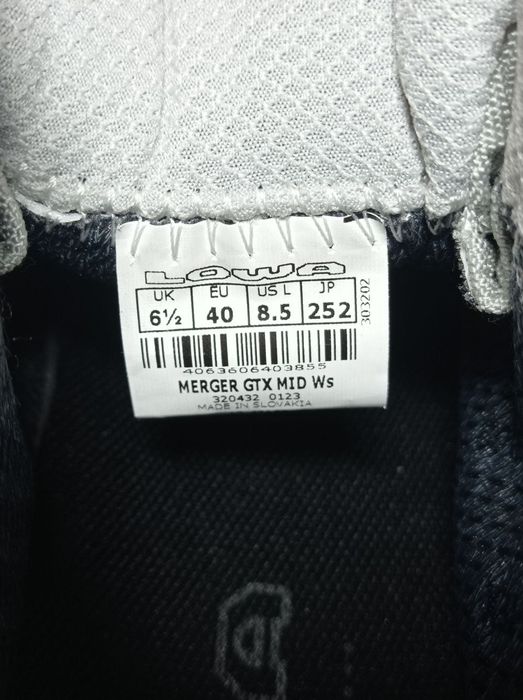 LOWA
UK EU US L JP
6½ 40 8.5 252
303202
4063606403855
MERGER GTX MID Ws
320432 0123
MADE IN SLOVAKIA